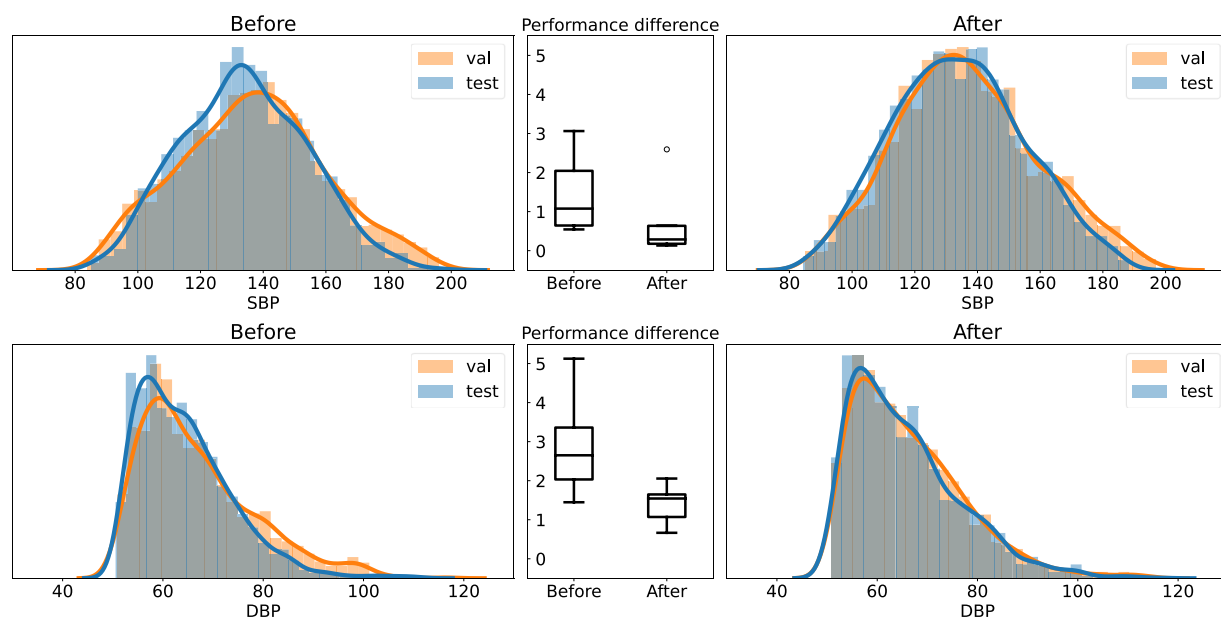 Before
Performance difference
After
val
test
5
4
3
2
1
0
val
test
80 100 120 140 160 180 200
SBP
Before After
80 100 120 140 160 180 200
SBP
Before
Performance difference
After
val
test
5
4
3
2
1
0
val
test
40 60 80 100 120
DBP
Before After
40 60 80 100 120
DBP